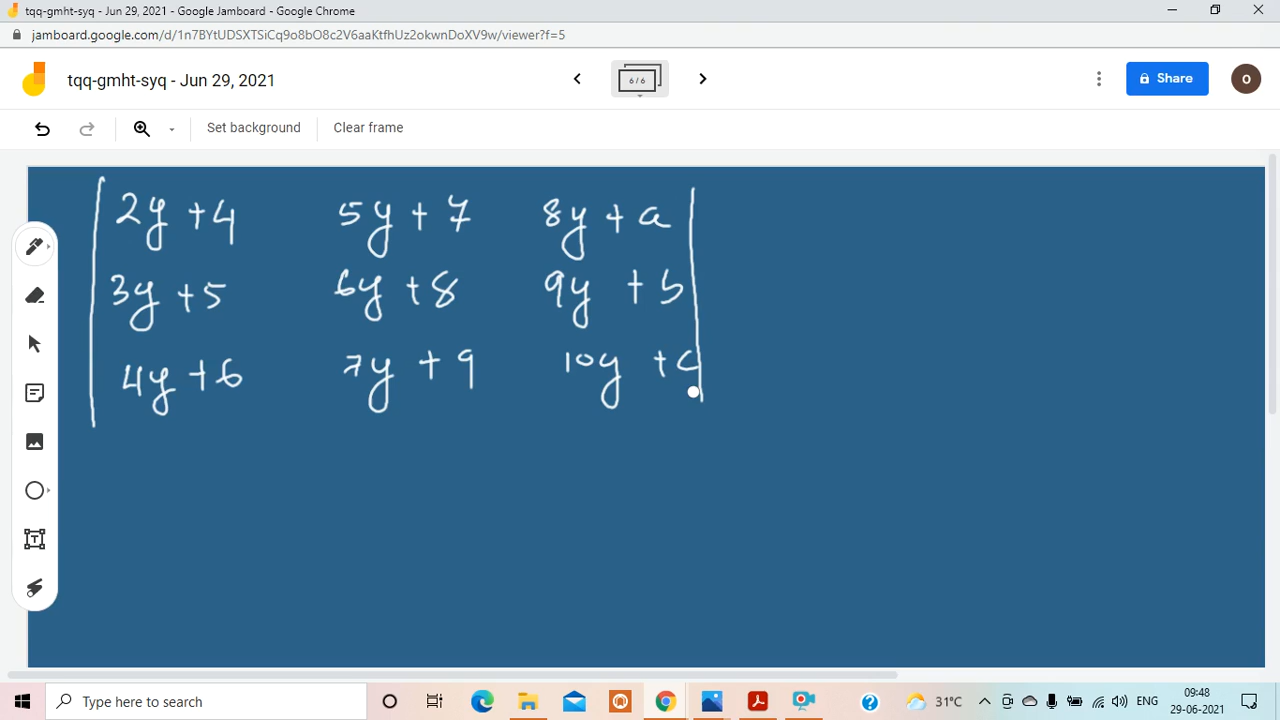 tqq-gmht-syq - Jun 29, 2021 - Google Jamboard - Google Chrome
jamboard.google.com/d/1n7BYtUDSXTSiCq9o8bO8c2V6aaKtfhUz2okwnDoXV9w/viewer?f=5
tqq-gmht-syq - Jun 29, 2021
6 / 6
Share
O
Set background
Clear frame
2y + 4 5y + 7 8y + a
3y + 5 6y + 8 9y + b
4y + 6 7y + 9 10y + c
Type here to search
31°C
ENG
09:48
29-06-2021